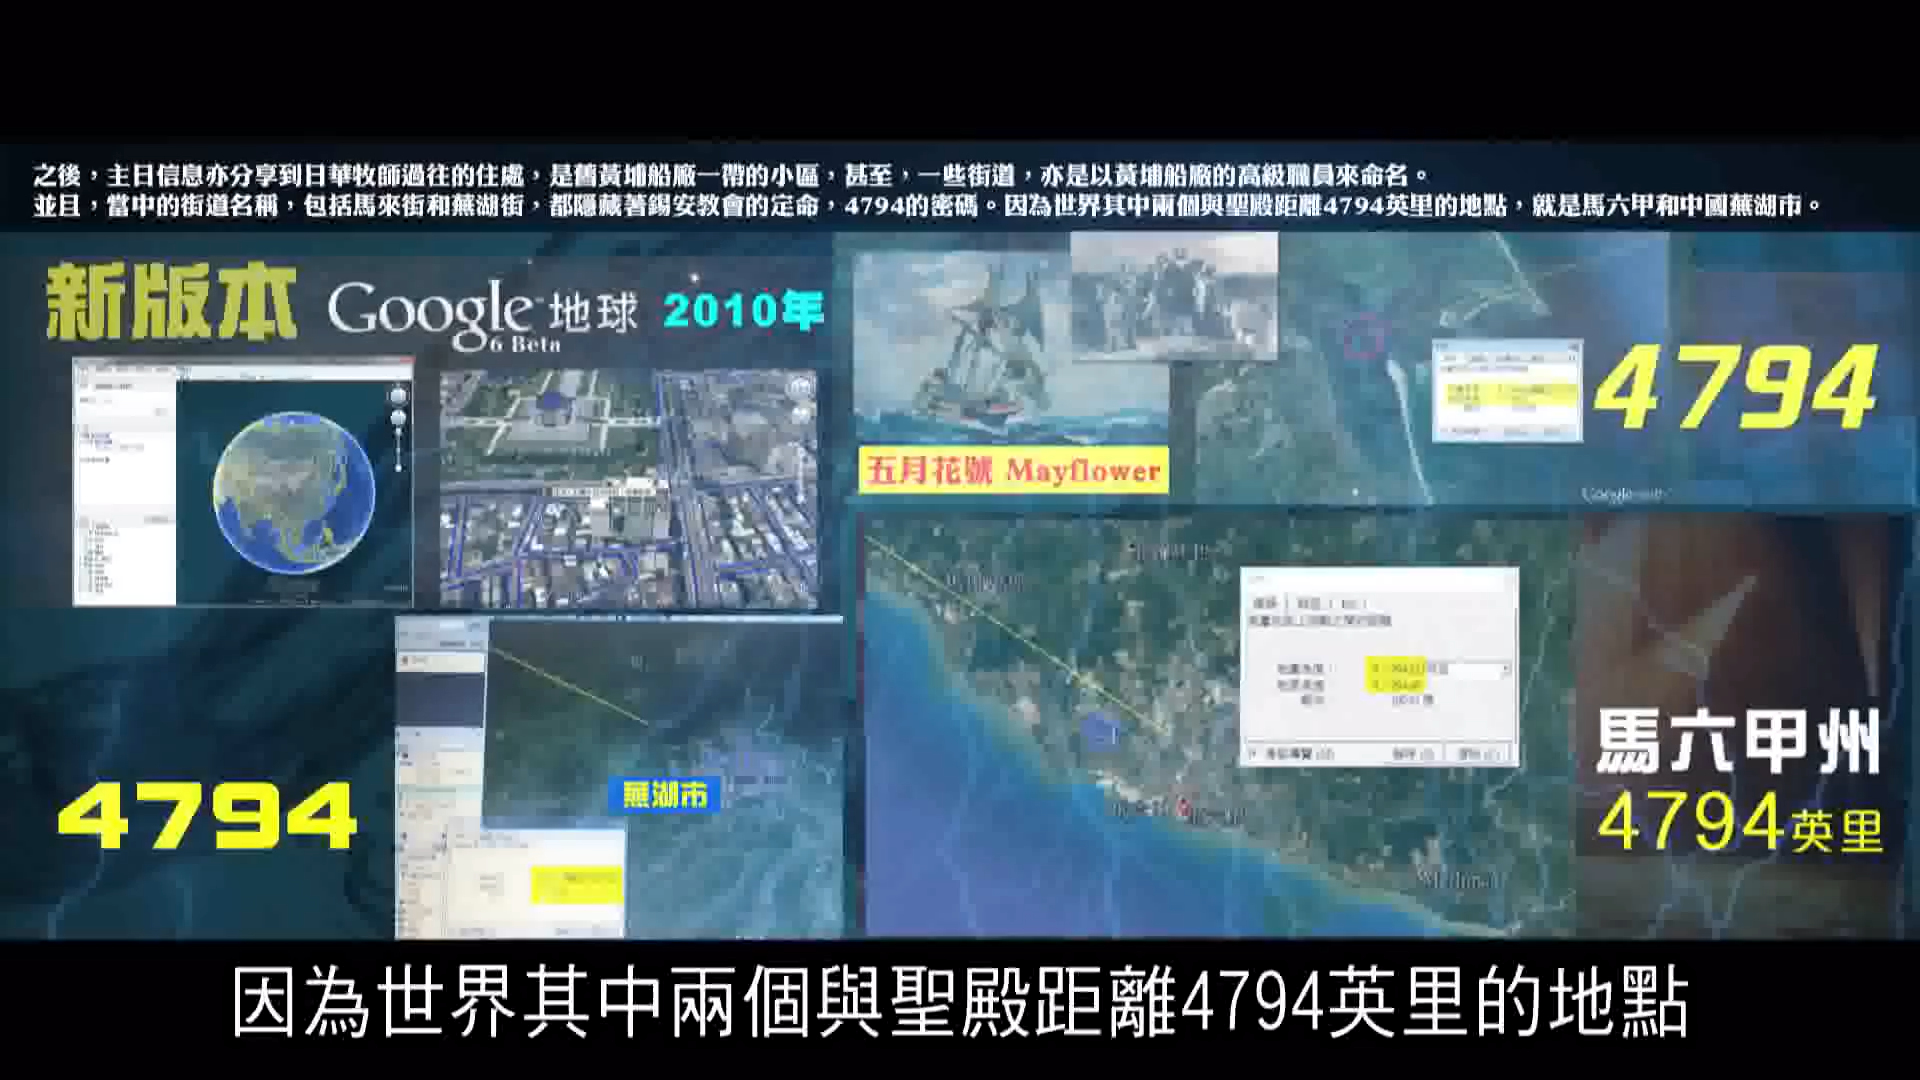 之後，主日信息亦分享到日華牧師過往的住處，是舊黃埔船廠一帶的小區，甚至，一些街道，亦是以黃埔船廠的高級職員來命名。
並且，當中的街道名稱，包括馬來街和蕪湖街，都隱藏著錫安教會的定命，4794的密碼。因為世界其中兩個與聖殿距離4794英里的地點，就是馬六甲和中國蕪湖市。
新版本 Google 地球 2010年
6 Beta
五月花號 Mayflower
4794
4794
蕪湖市
馬六甲州
4794英里
因為世界其中兩個與聖殿距離4794英里的地點